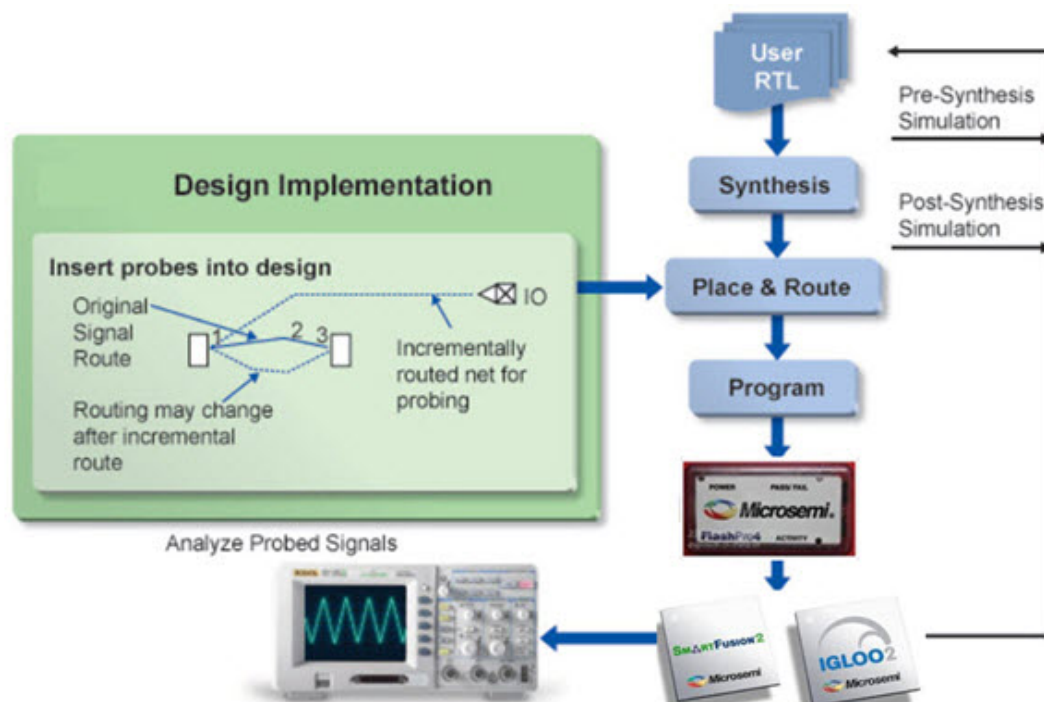 User
RTL
Pre-Synthesis
Simulation
Design Implementation
Synthesis
Post-Synthesis
Simulation
Insert probes into design
Place & Route
Original
Signal
Route
1
2
3
IO
Incrementally
routed net for
probing
Routing may change
after incremental
route
Program
POWER
PASS/FAIL
Microsemi
FlashPro4
ACTIVITY
Analyze Probed Signals
SMARTFUSION2
Microsemi
IGLOO2
Microsemi